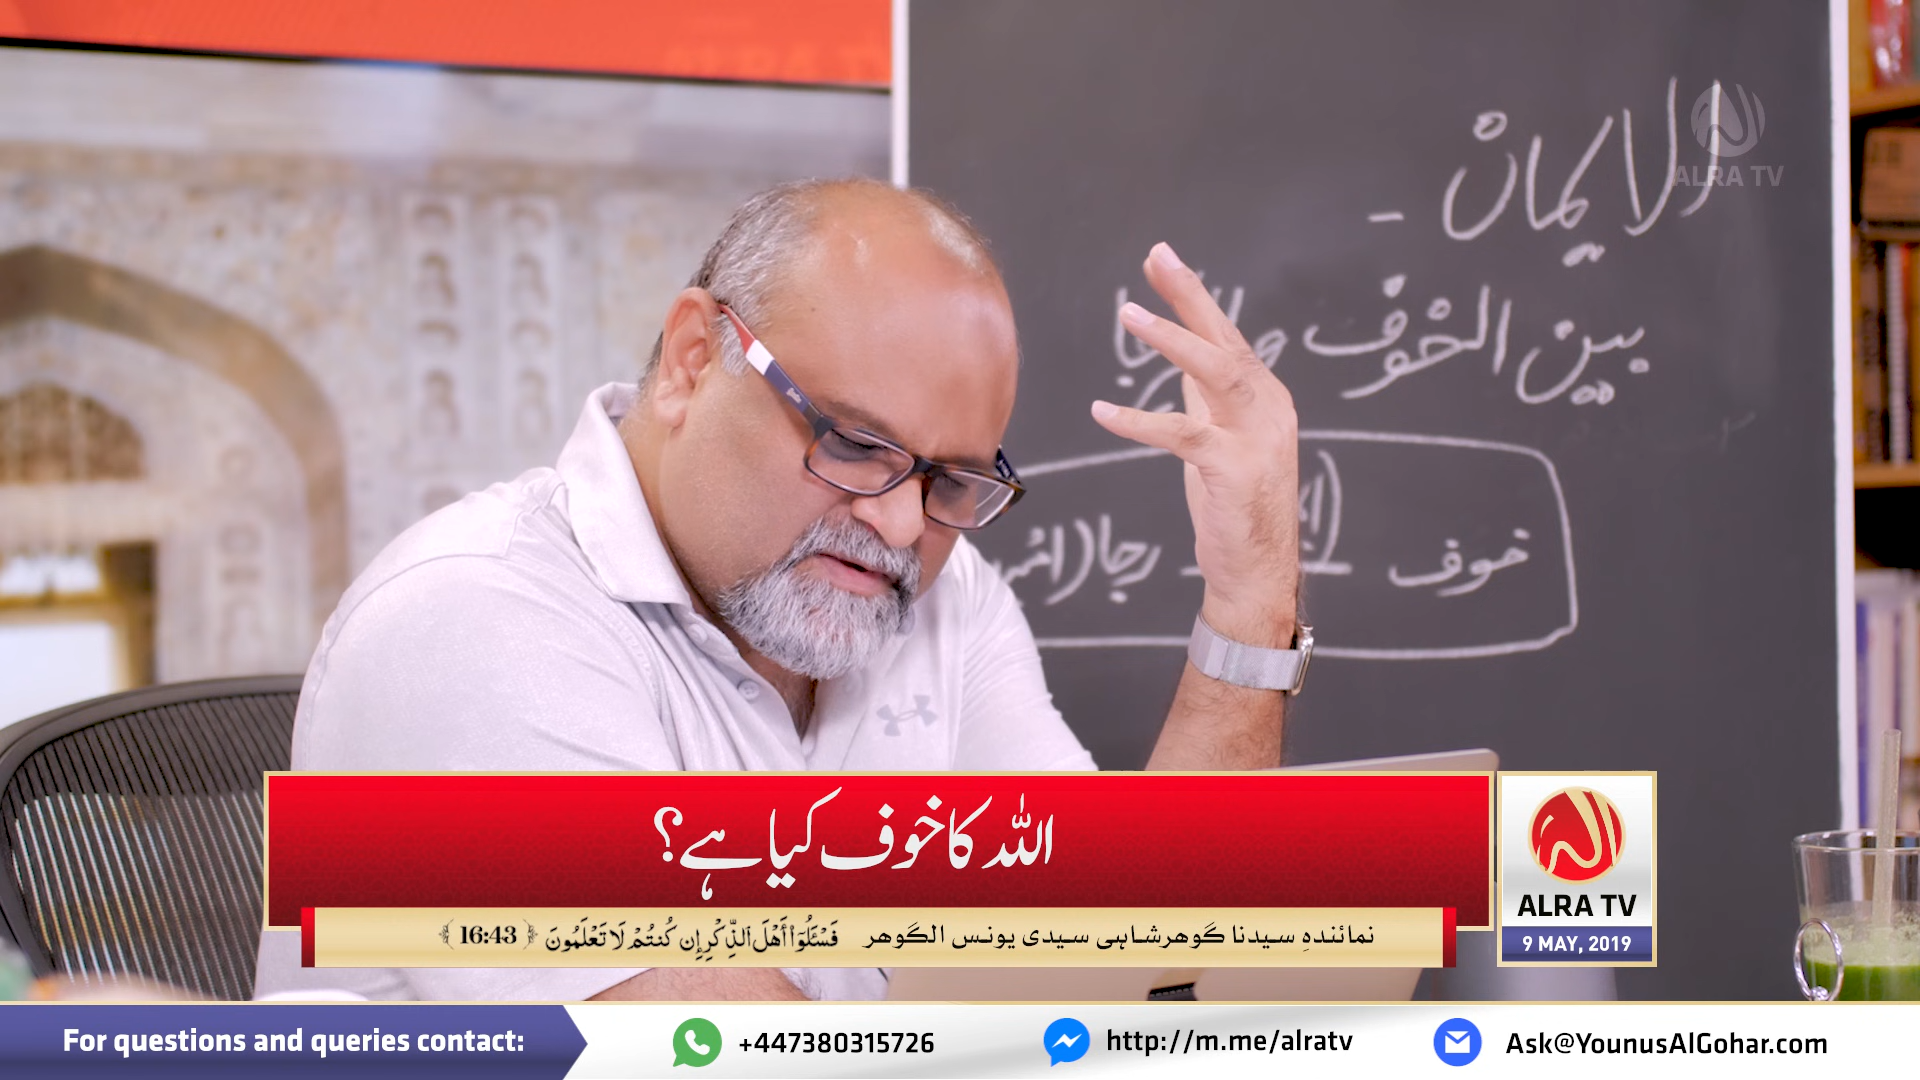 ALRA TV
الایمان -
بین الخوف والرجا
خوف
رجا
اللہ کا خوف کیا ہے؟
نمائندہِ سیدنا گوھر شاہی سیدی یونس الگوھر
فَسْـَٔلُوٓا۟ أَهْلَ ٱلذِّكْرِ إِن كُنتُمْ لَا تَعْلَمُونَ ﴿16:43﴾
ALRA TV
9 MAY, 2019
For questions and queries contact:
+447380315726
http://m.me/alratv
Ask@YounusAlGohar.com